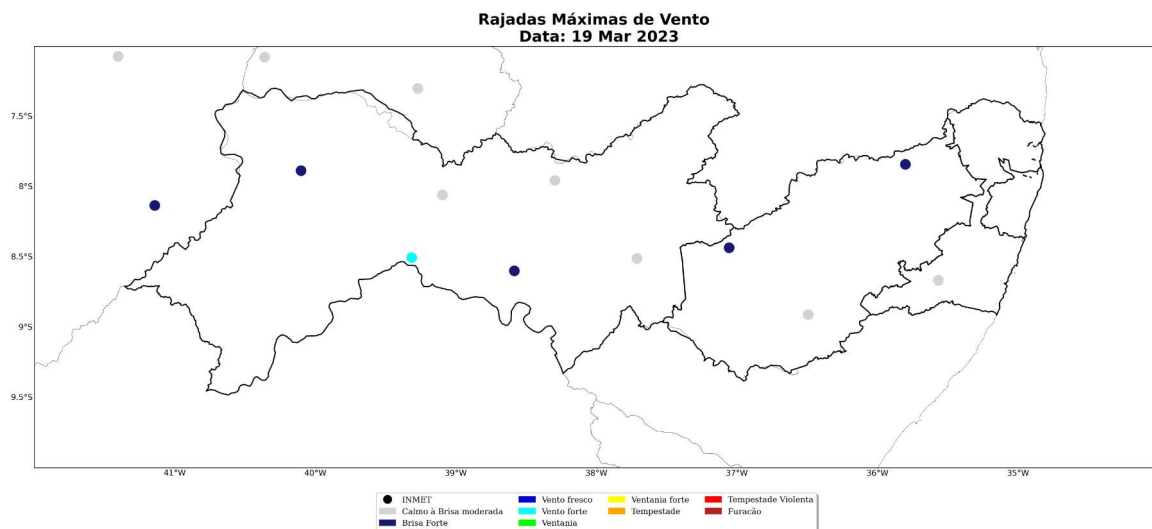 Rajadas Máximas de Vento
Data: 19 Mar 2023
7.5°S
8°S
8.5°S
9°S
9.5°S
41°W 40°W 39°W 38°W 37°W 36°W 35°W
INMET Vento fresco Ventania forte Tempestade Violenta
Calmo à Brisa moderada Vento forte Tempestade Furacão
Brisa Forte Ventania